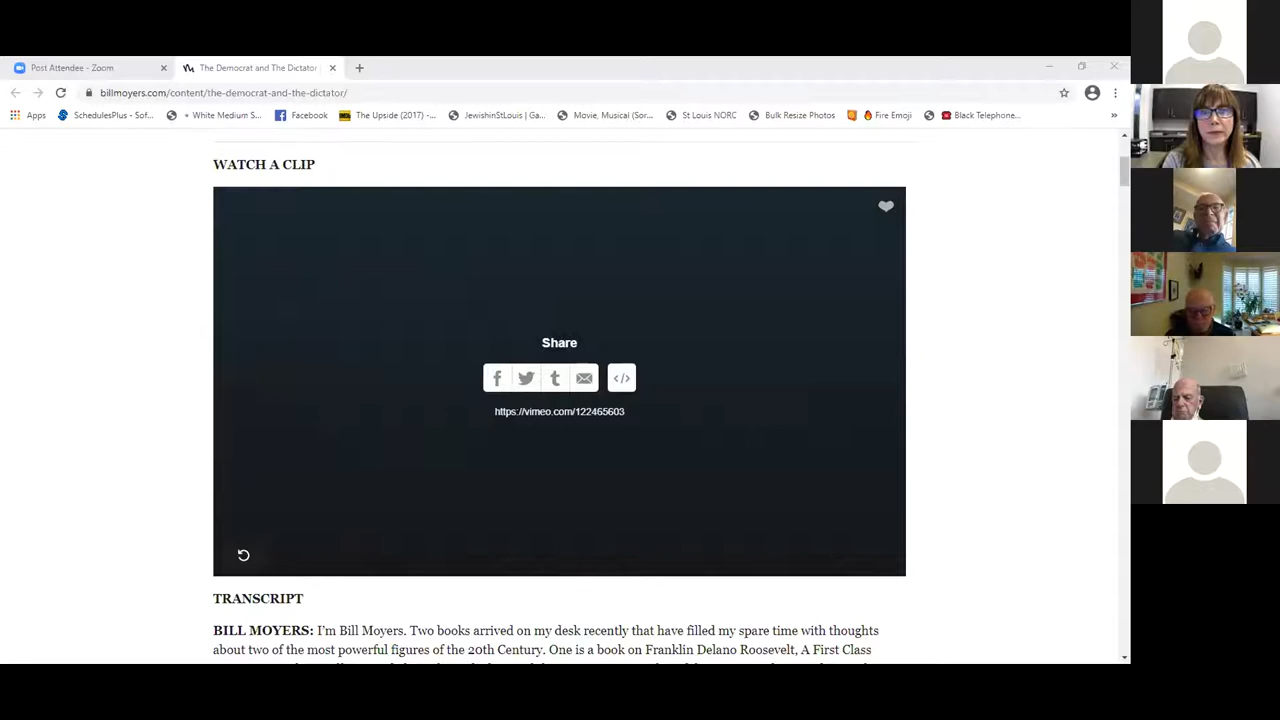 Post Attendee - Zoom
The Democrat and The Dictator
billmoyers.com/content/the-democrat-and-the-dictator/
Apps
SchedulesPlus - Sof...
+ White Medium S...
Facebook
The Upside (2017) -...
JewishinStLouis | Ga...
Movie, Musical (Sor...
St Louis NORC
Bulk Resize Photos
🔥 Fire Emoji
☎️ Black Telephone...
»
WATCH A CLIP
Share
https://vimeo.com/122465603
TRANSCRIPT
BILL MOYERS: I'm Bill Moyers. Two books arrived on my desk recently that have filled my spare time with thoughts
about two of the most powerful figures of the 20th Century. One is a book on Franklin Delano Roosevelt, A First Class